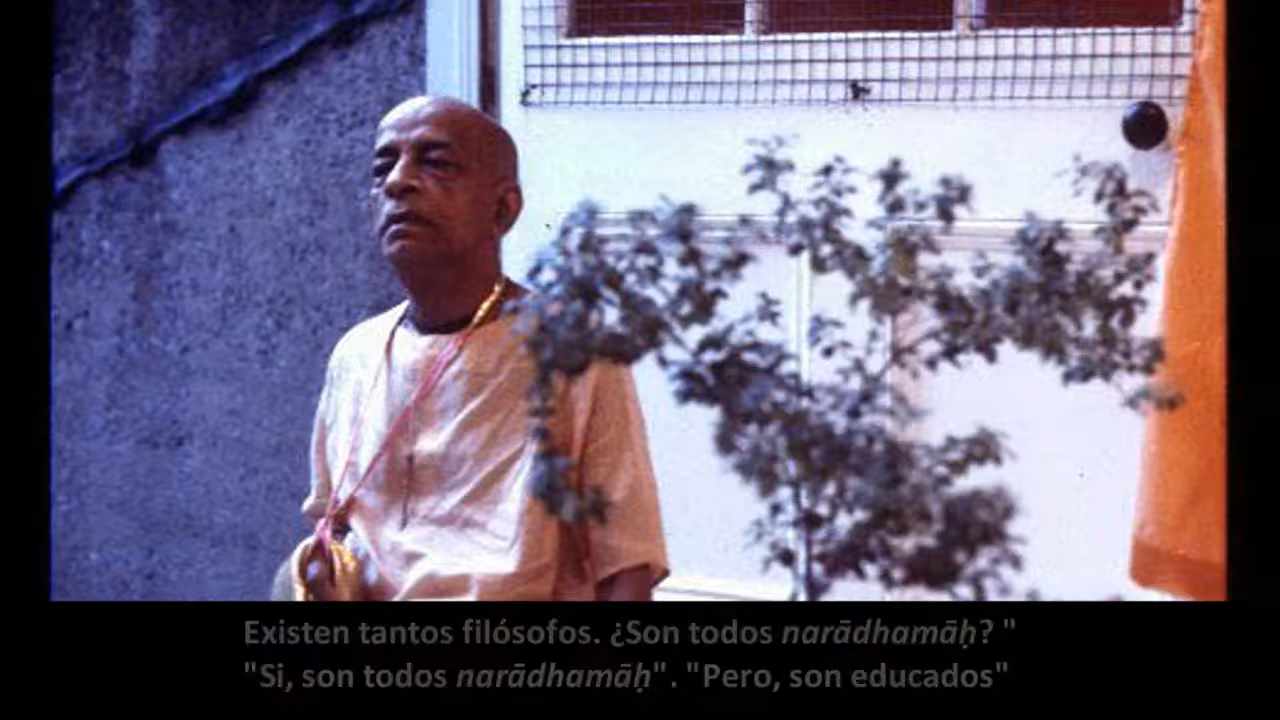 Existen tantos filósofos. ¿Son todos narādhamāḥ? "
"Si, son todos narādhamāḥ". "Pero, son educados"